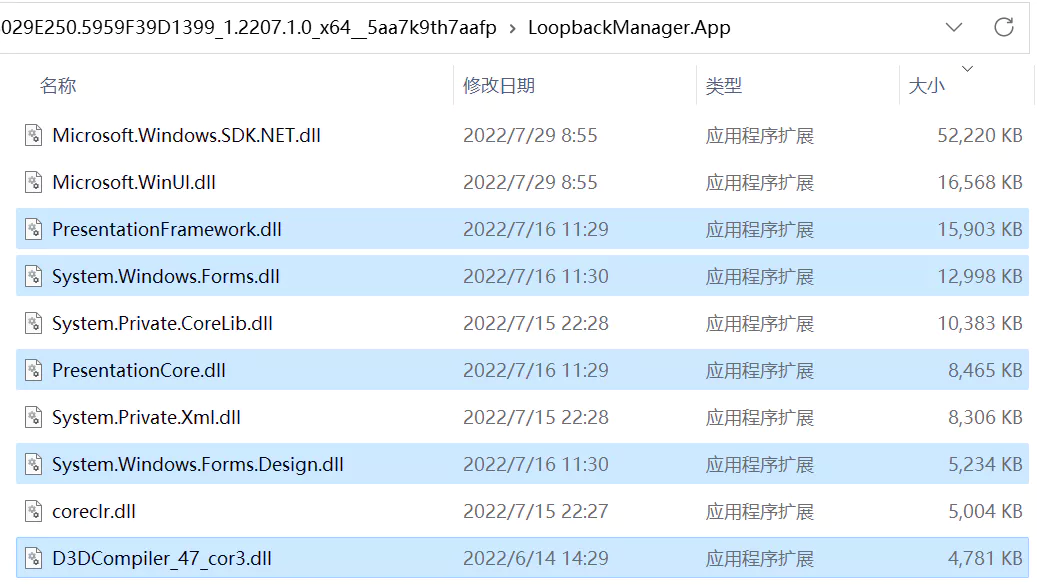 029E250.5959F39D1399_1.2207.1.0_x64__5aa7k9th7aafp › LoopbackManager.App
名称 修改日期 类型 大小
Microsoft.Windows.SDK.NET.dll 2022/7/29 8:55 应用程序扩展 52,220 KB
Microsoft.WinUI.dll 2022/7/29 8:55 应用程序扩展 16,568 KB
PresentationFramework.dll 2022/7/16 11:29 应用程序扩展 15,903 KB
System.Windows.Forms.dll 2022/7/16 11:30 应用程序扩展 12,998 KB
System.Private.CoreLib.dll 2022/7/15 22:28 应用程序扩展 10,383 KB
PresentationCore.dll 2022/7/16 11:29 应用程序扩展 8,465 KB
System.Private.Xml.dll 2022/7/15 22:28 应用程序扩展 8,306 KB
System.Windows.Forms.Design.dll 2022/7/16 11:30 应用程序扩展 5,234 KB
coreclr.dll 2022/7/15 22:27 应用程序扩展 5,004 KB
D3DCompiler_47_cor3.dll 2022/6/14 14:29 应用程序扩展 4,781 KB